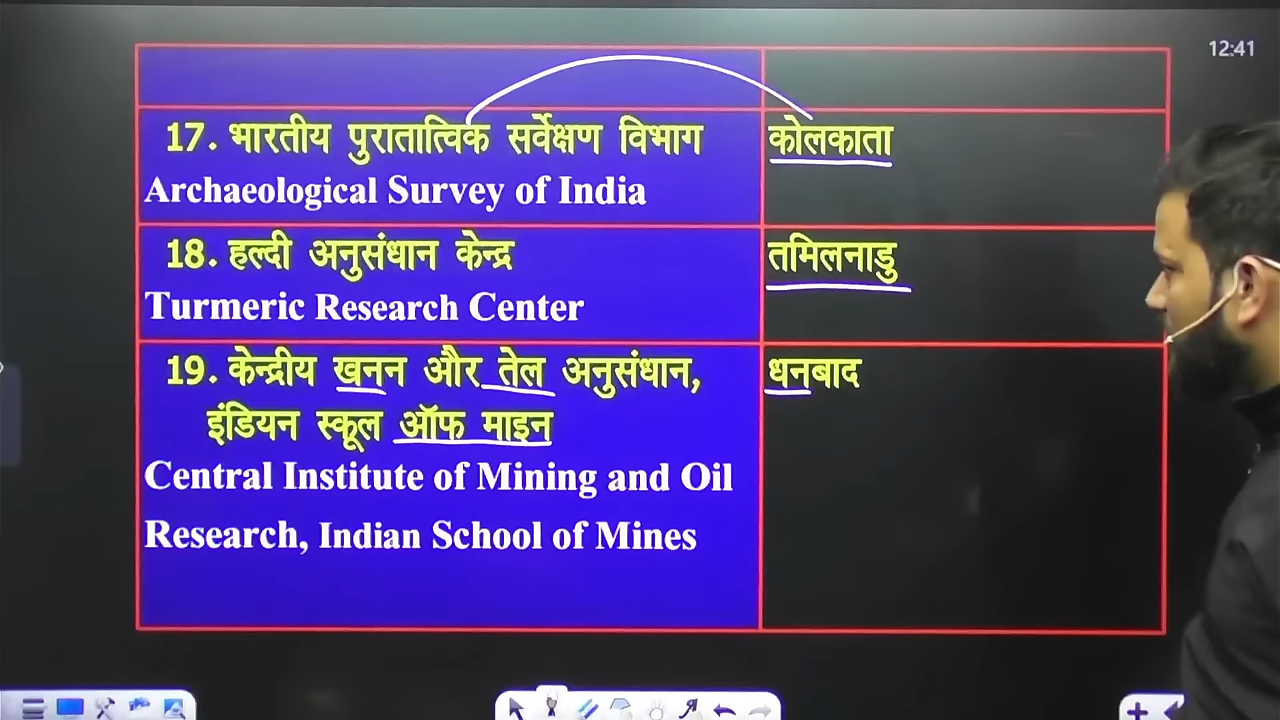 12:41
17. भारतीय पुरातात्विक सर्वेक्षण विभाग
कोलकाता
Archaeological Survey of India
18. हल्दी अनुसंधान केन्द्र
तमिलनाडु
Turmeric Research Center
19. केन्द्रीय खनन और तेल अनुसंधान,
धनबाद
इंडियन स्कूल ऑफ माइन
Central Institute of Mining and Oil
Research, Indian School of Mines